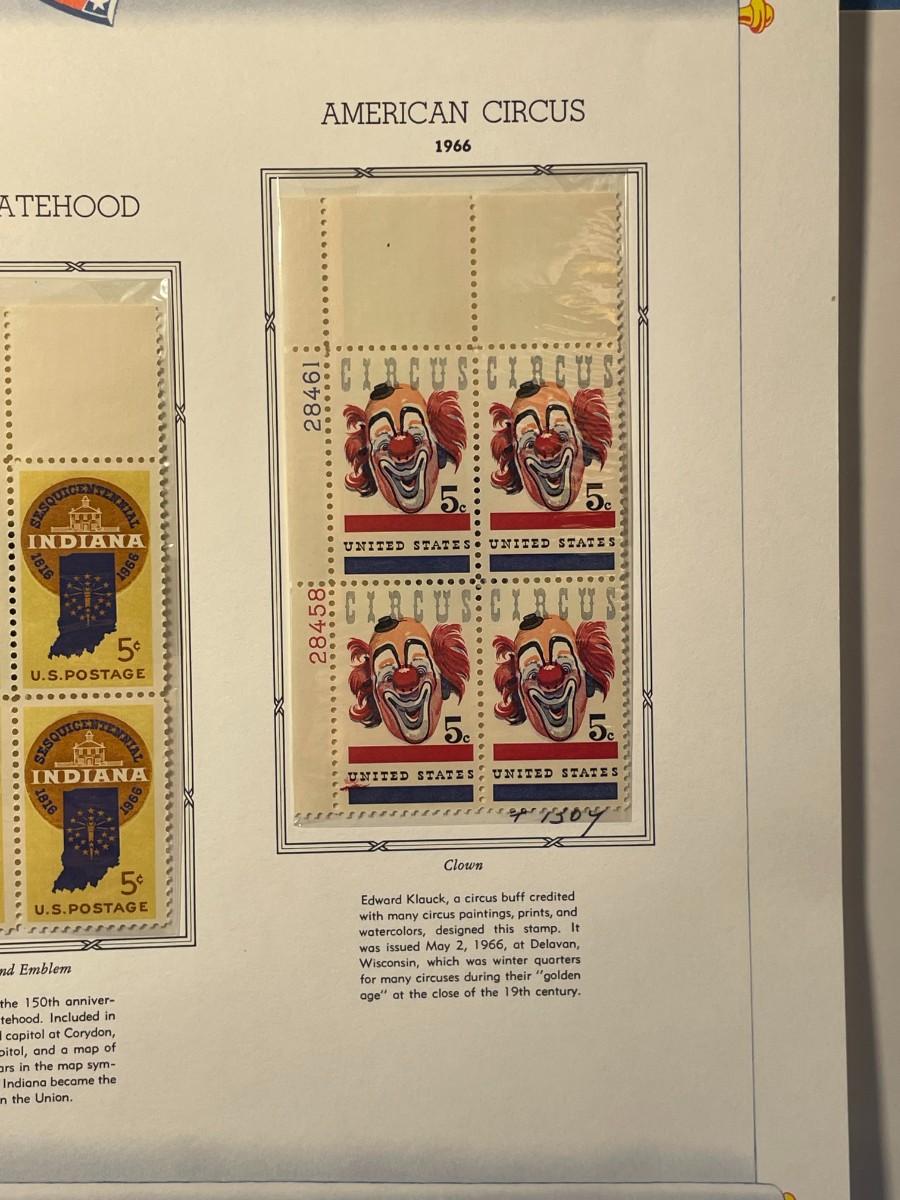 ATEHOOD
SESQUICENTENNIAL
INDIANA
1816 1966
5¢
U.S.POSTAGE
SESQUICENTENNIAL
INDIANA
1816 1966
5¢
U.S.POSTAGE
nd Emblem
the 150th anniver-
tehood. Included in
l capitol at Corydon,
pitol, and a map of
ars in the map sym-
Indiana became the
n the Union.
AMERICAN CIRCUS
1966
28461
28458
CIRCUS
5c
UNITED STATES
CIRCUS
5c
UNITED STATES
CIRCUS
5c
UNITED STATES
CIRCUS
5c
UNITED STATES
1309
Clown
Edward Klauck, a circus buff credited
with many circus paintings, prints, and
watercolors, designed this stamp. It
was issued May 2, 1966, at Delavan,
Wisconsin, which was winter quarters
for many circuses during their "golden
age" at the close of the 19th century.